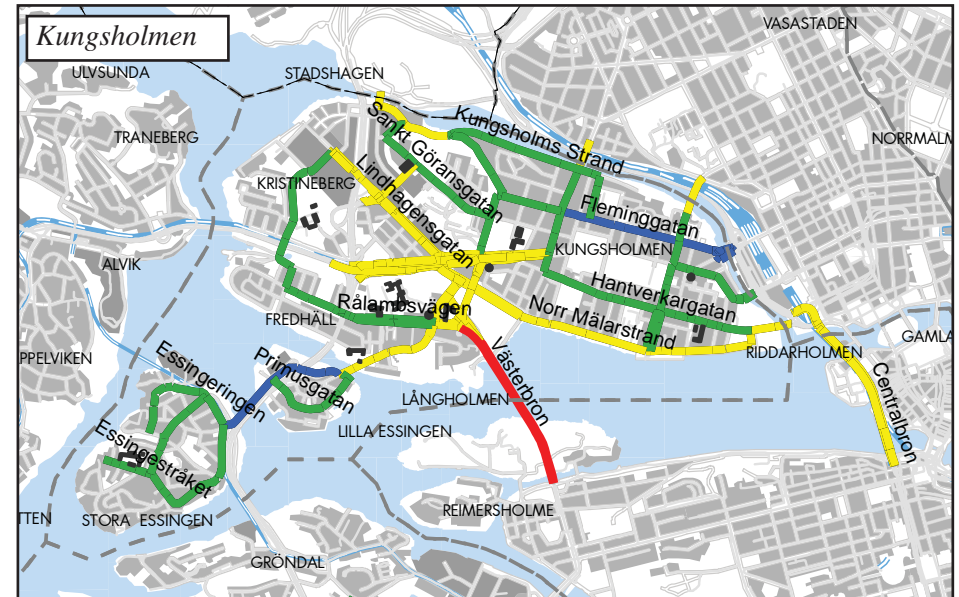 Kungsholmen
VASASTADEN
ULVSUNDA
STADSHAGEN
TRANEBERG
Sankt Göransgatan
Kungsholms Strand
NORRMALM
KRISTINEBERG
Lindhagensgatan
Fleminggatan
KUNGSHOLMEN
ALVIK
Hantverkargatan
Rålambsvägen
Norr Mälarstrand
FREDHÄLL
GAMLA
PPELVIKEN
Essingeringen
Primusgatan
Västerbron
RIDDARHOLMEN
Centralbron
LÅNGHOLMEN
LILLA ESSINGEN
Essingestråket
TTEN
STORA ESSINGEN
REIMERSHOLME
GRÖNDAL